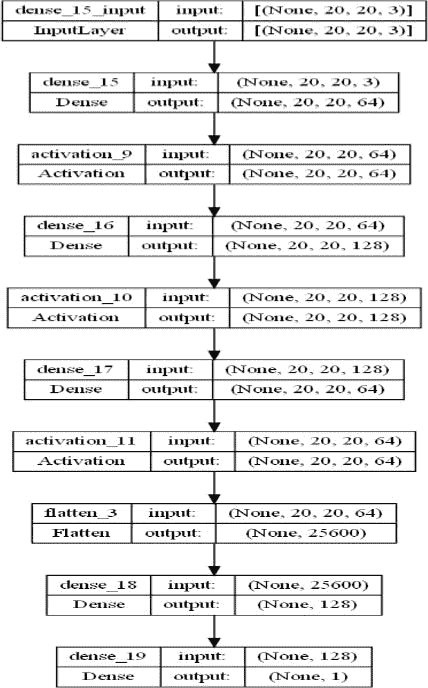 dense_15_input input: [(None, 20, 20, 3)]
InputLayer output: [(None, 20, 20, 3)]
dense_15 input: (None, 20, 20, 3)
Dense output: (None, 20, 20, 64)
activation_9 input: (None, 20, 20, 64)
Activation output: (None, 20, 20, 64)
dense_16 input: (None, 20, 20, 64)
Dense output: (None, 20, 20, 128)
activation_10 input: (None, 20, 20, 128)
Activation output: (None, 20, 20, 128)
dense_17 input: (None, 20, 20, 128)
Dense output: (None, 20, 20, 64)
activation_11 input: (None, 20, 20, 64)
Activation output: (None, 20, 20, 64)
flatten_3 input: (None, 20, 20, 64)
Flatten output: (None, 25600)
dense_18 input: (None, 25600)
Dense output: (None, 128)
dense_19 input: (None, 128)
Dense output: (None, 1)